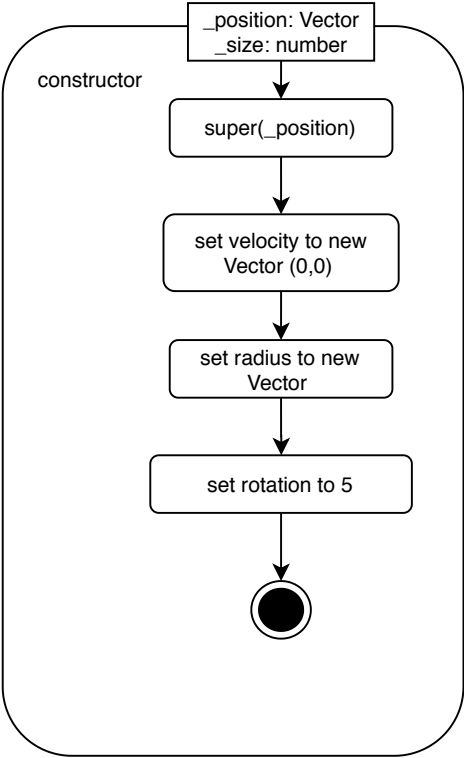 _position: Vector
_size: number
constructor
super(_position)
set velocity to new
Vector (0,0)
set radius to new
Vector
set rotation to 5